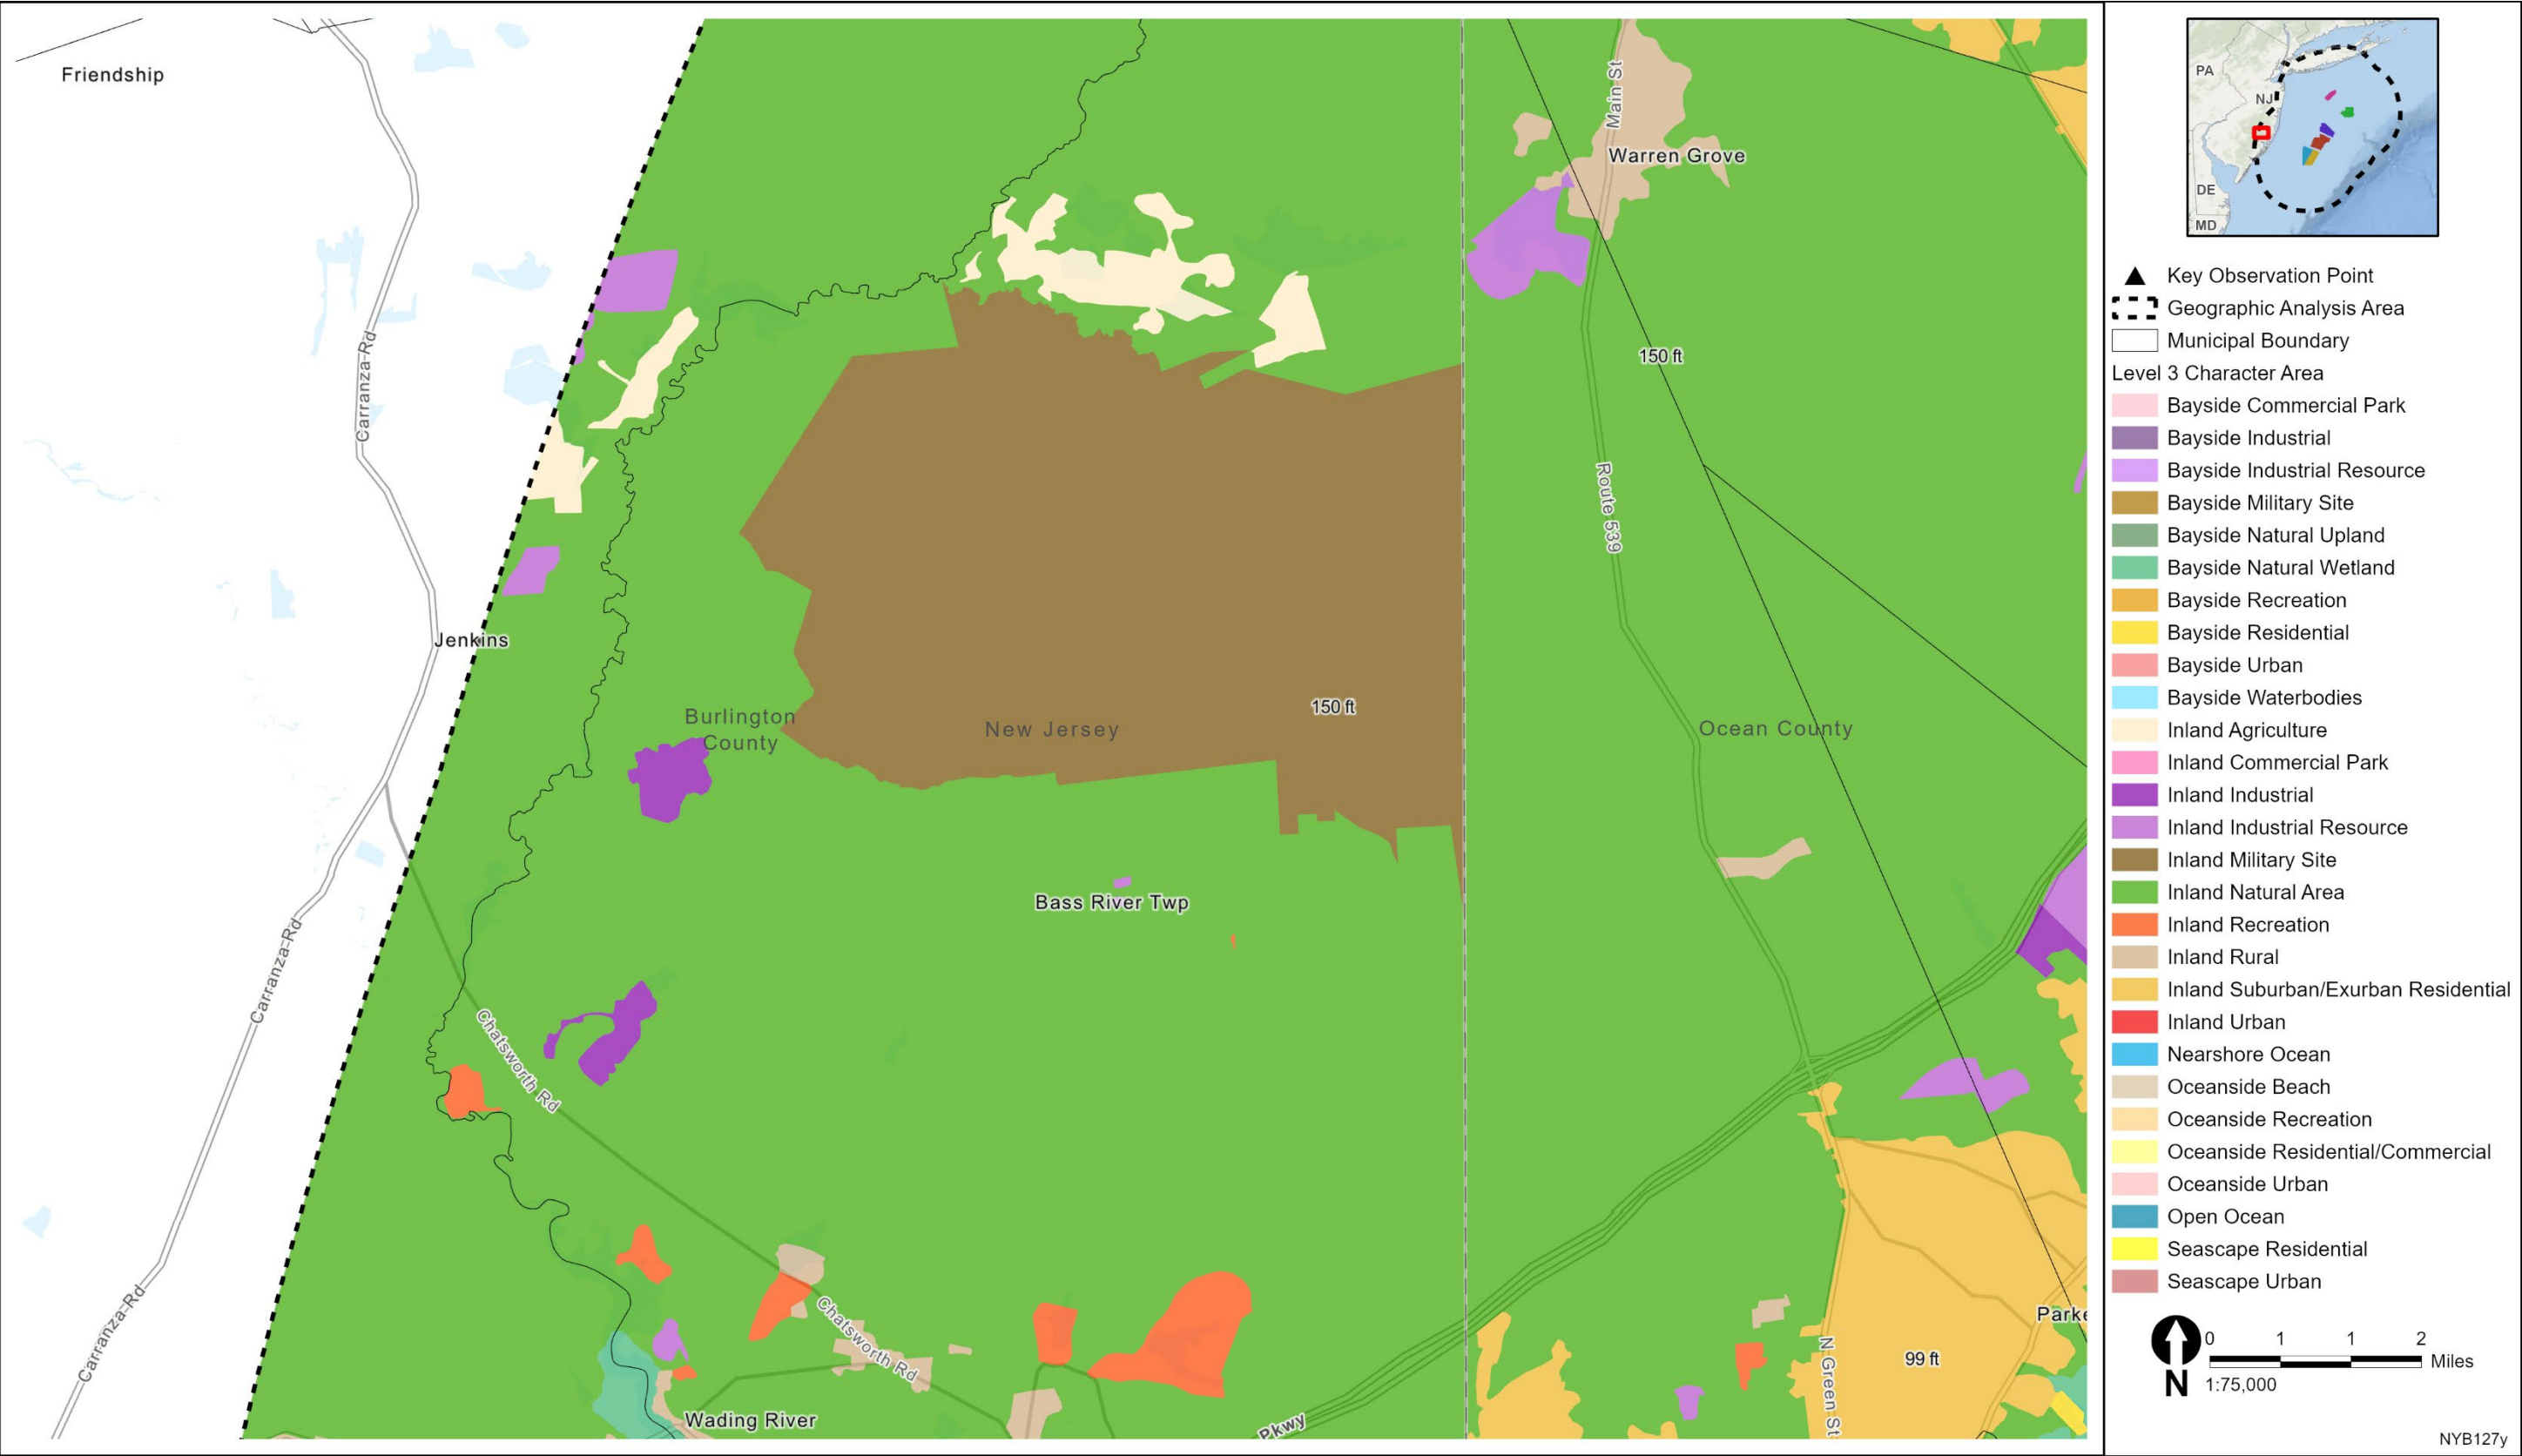 Friendship
Carranza Rd
Jenkins
Carranza Rd
Carranza Rd
Chatsworth Rd
Chatsworth Rd
Burlington
County
New Jersey
150 ft
Bass River Twp
Wading River
Pkwy
Main St
Warren Grove
150 ft
Route 539
Ocean County
Parke
99 ft
N Green St
PA
NJ
DE
MD
Key Observation Point
Geographic Analysis Area
Municipal Boundary
Level 3 Character Area
Bayside Commercial Park
Bayside Industrial
Bayside Industrial Resource
Bayside Military Site
Bayside Natural Upland
Bayside Natural Wetland
Bayside Recreation
Bayside Residential
Bayside Urban
Bayside Waterbodies
Inland Agriculture
Inland Commercial Park
Inland Industrial
Inland Industrial Resource
Inland Military Site
Inland Natural Area
Inland Recreation
Inland Rural
Inland Suburban/Exurban Residential
Inland Urban
Nearshore Ocean
Oceanside Beach
Oceanside Recreation
Oceanside Residential/Commercial
Oceanside Urban
Open Ocean
Seascape Residential
Seascape Urban
N
0 1 1 2
Miles
1:75,000
NYB127y